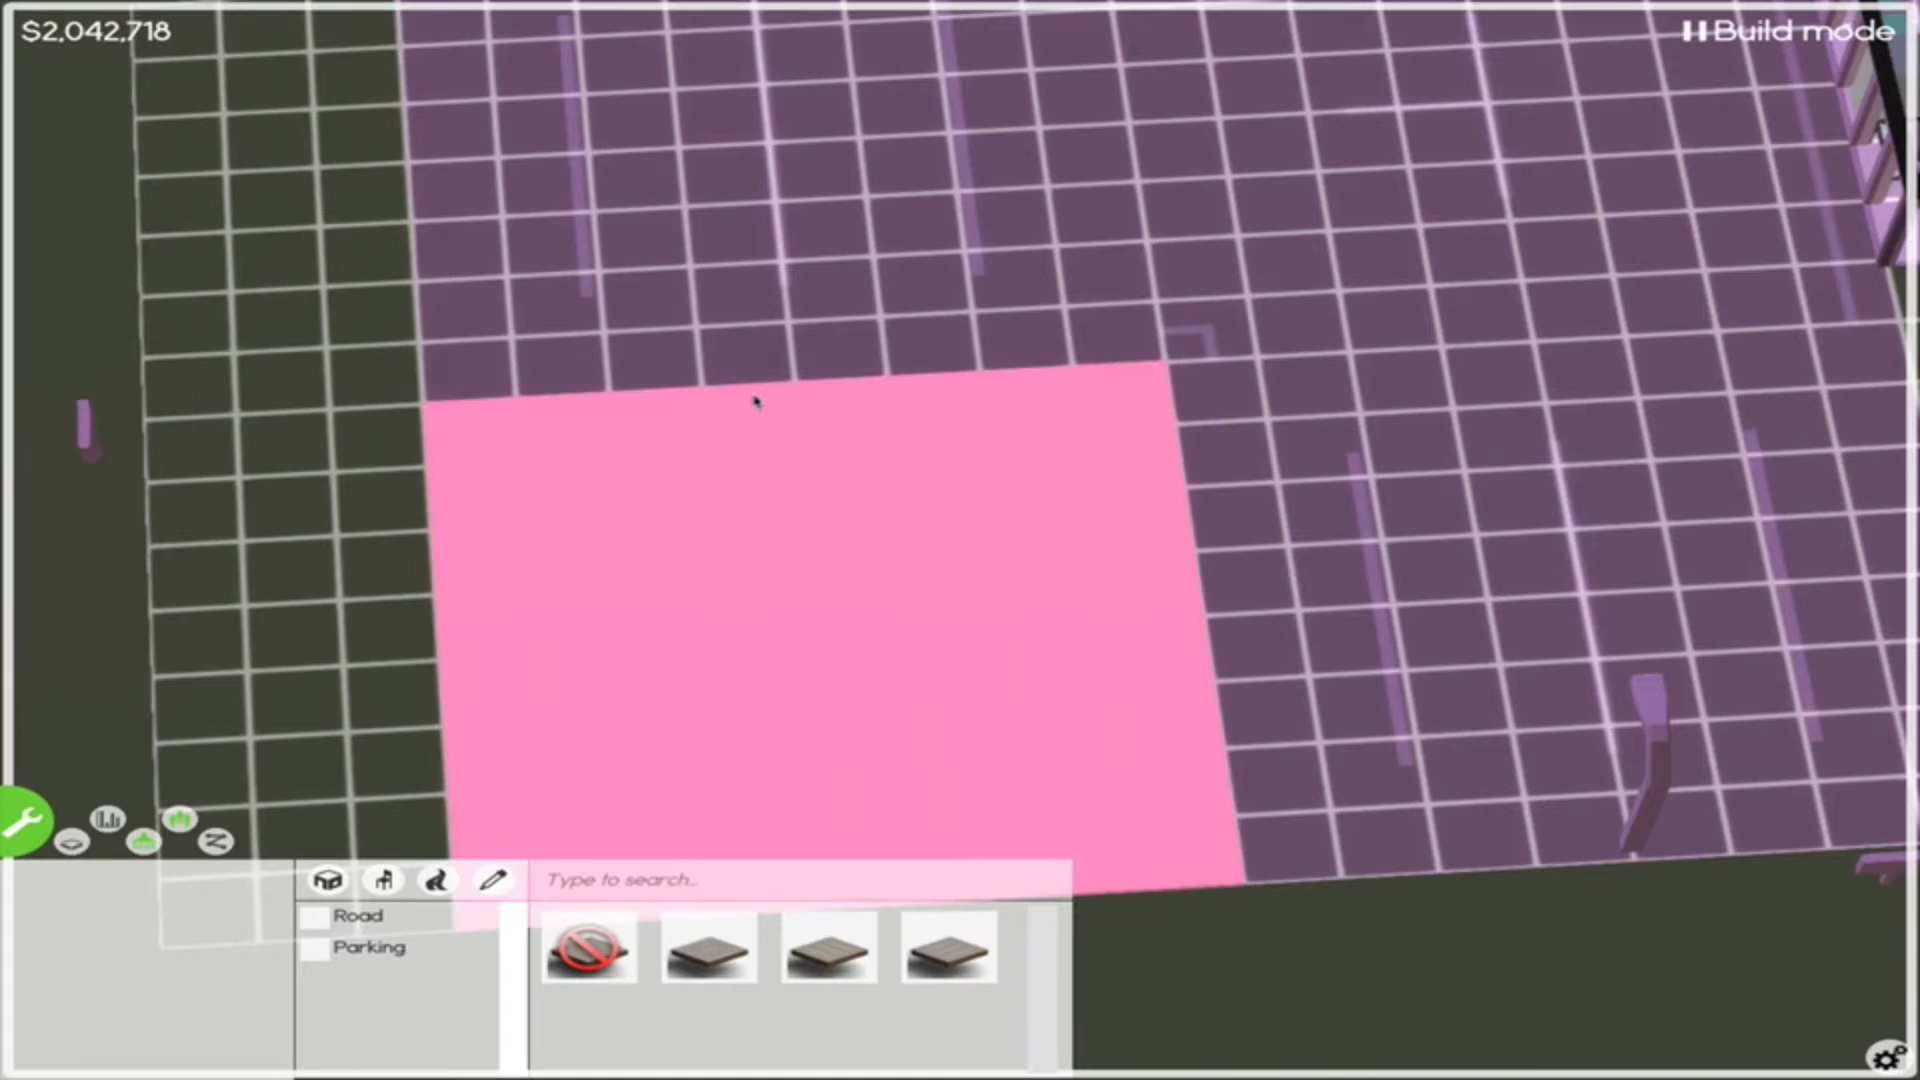 $2,042,718
Build mode
Type to search...
Road
Parking